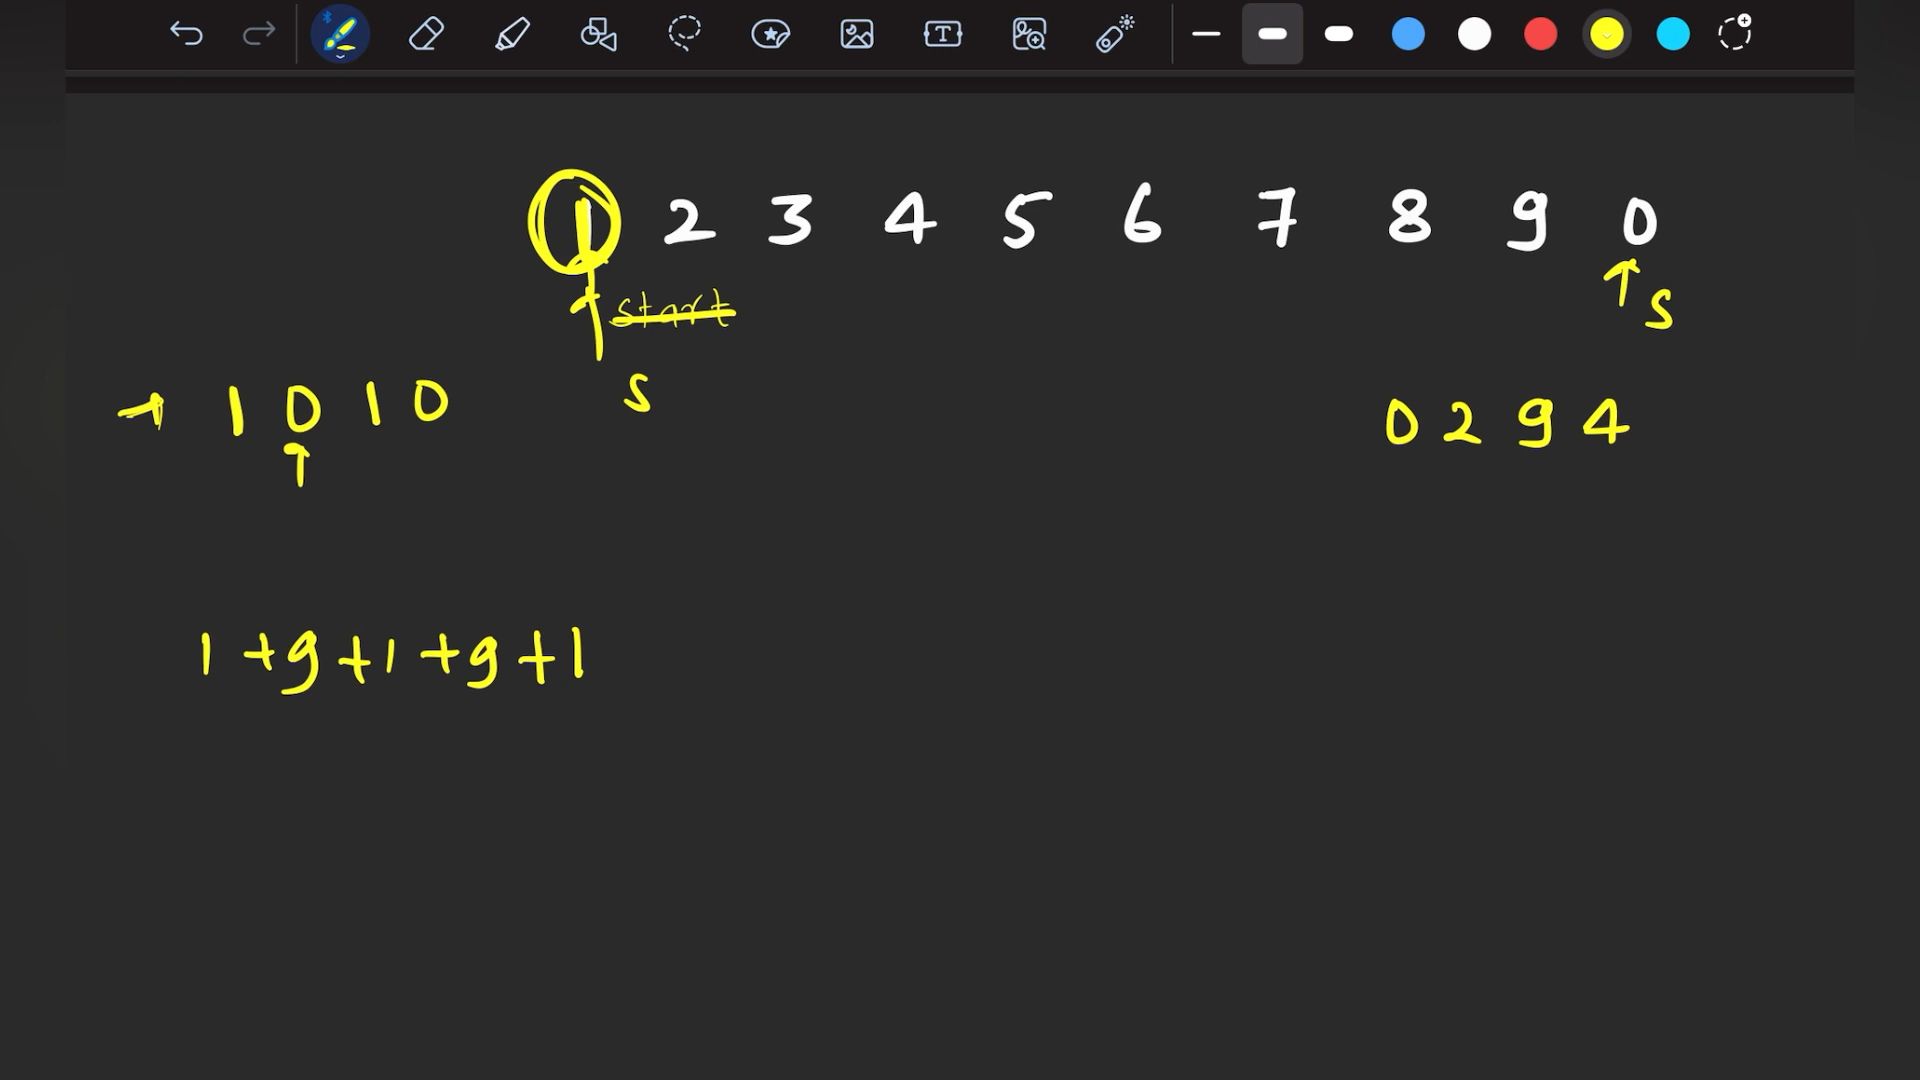 1 2 3 4 5 6 7 8 9 0
start
s
s
→ 1 0 1 0
0 2 9 4
1 + 9 + 1 + 9 + 1